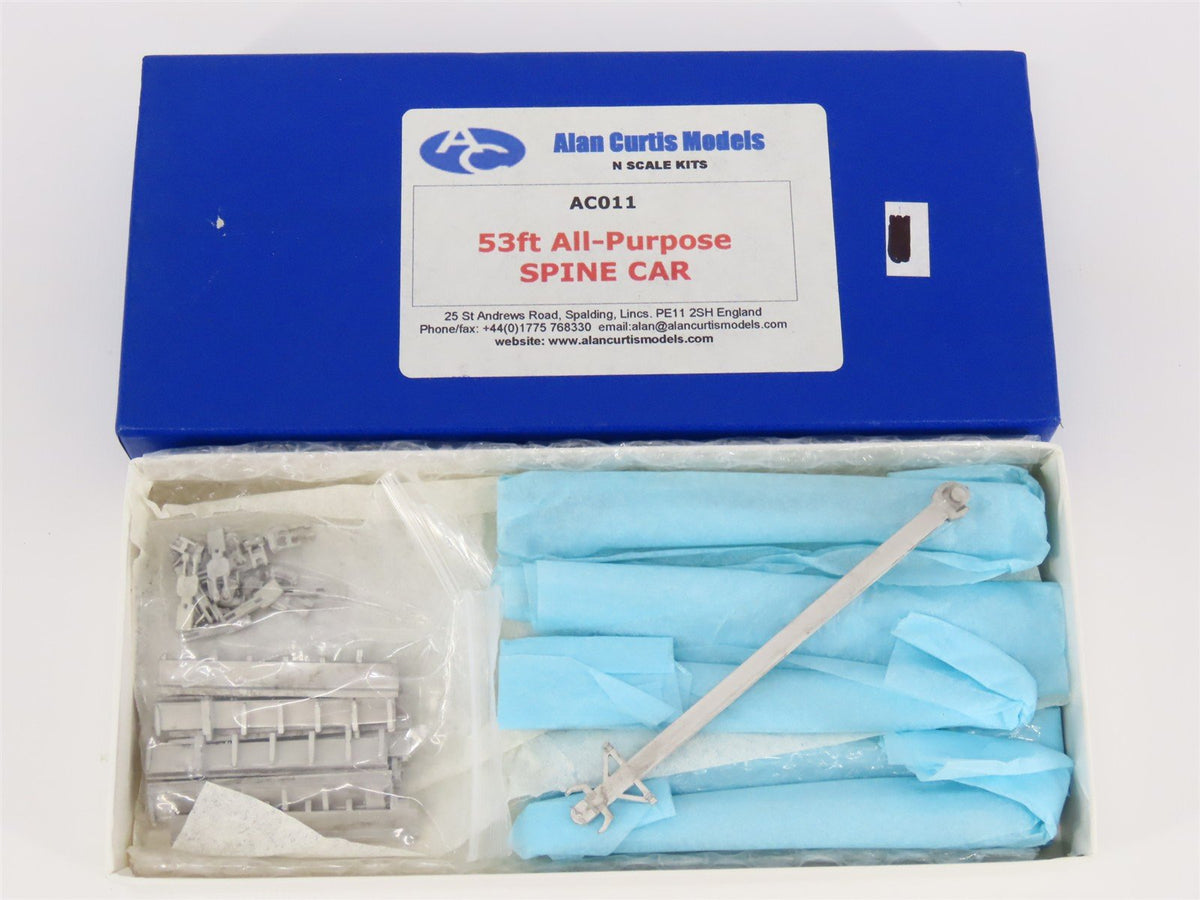 AC
Alan Curtis Models
N SCALE KITS
AC011
53ft All-Purpose
SPINE CAR
25 St Andrews Road, Spalding, Lincs. PE11 2SH England
Phone/fax: +44(0)1775 768330 email:alan@alancurtismodels.com
website: www.alancurtismodels.com